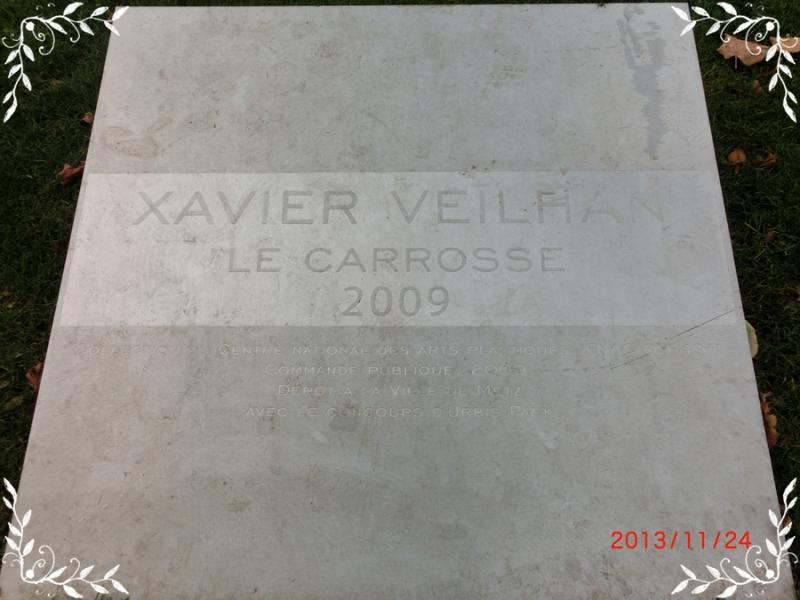 XAVIER VEILHAN
LE CARROSSE
2009
CENTRE NATIONAL DES ARTS PLASTIQUES
COMMANDE PUBLIQUE, 2009
DÉPÔT À LA VILLE DE METZ
AVEC LE CONCOURS D'URBIS PARK
2013/11/24